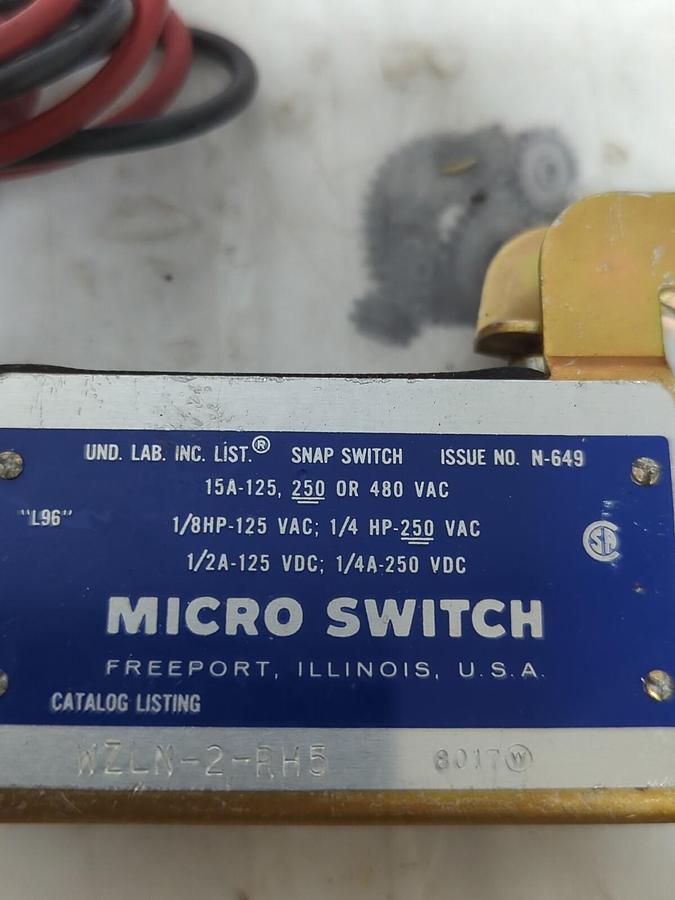 UND. LAB. INC. LIST.® SNAP SWITCH ISSUE NO. N-649
15A-125, 250 OR 480 VAC
"L96" 1/8HP-125 VAC; 1/4 HP-250 VAC
1/2A-125 VDC; 1/4A-250 VDC
SA
MICRO SWITCH
FREEPORT, ILLINOIS, U.S.A.
CATALOG LISTING
WZLN-2-RH5 8017 W